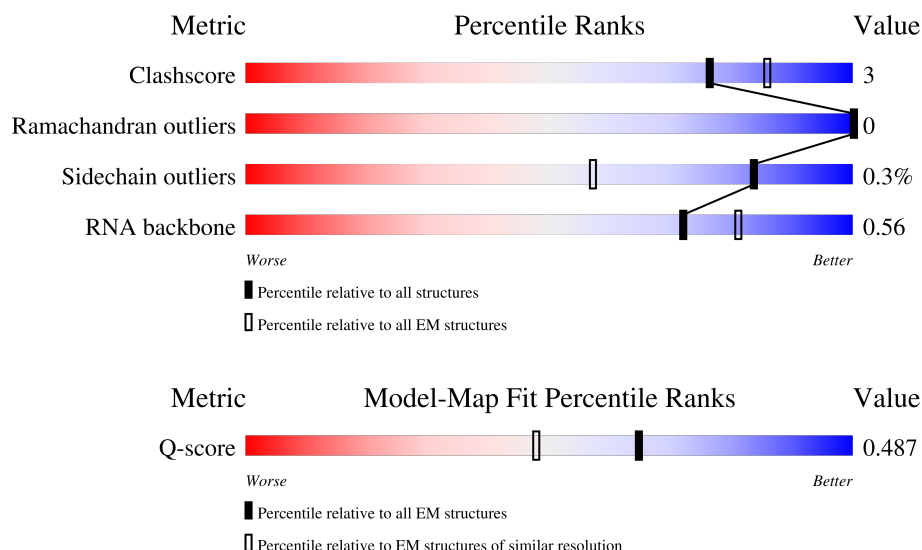 Metric Percentile Ranks Value
Clashscore 3
Ramachandran outliers 0
Sidechain outliers 0.3%
RNA backbone 0.56
Worse Better
Percentile relative to all structures
Percentile relative to all EM structures
Metric Model-Map Fit Percentile Ranks Value
Q-score 0.487
Worse Better
Percentile relative to all EM structures
Percentile relative to EM structures of similar resolution